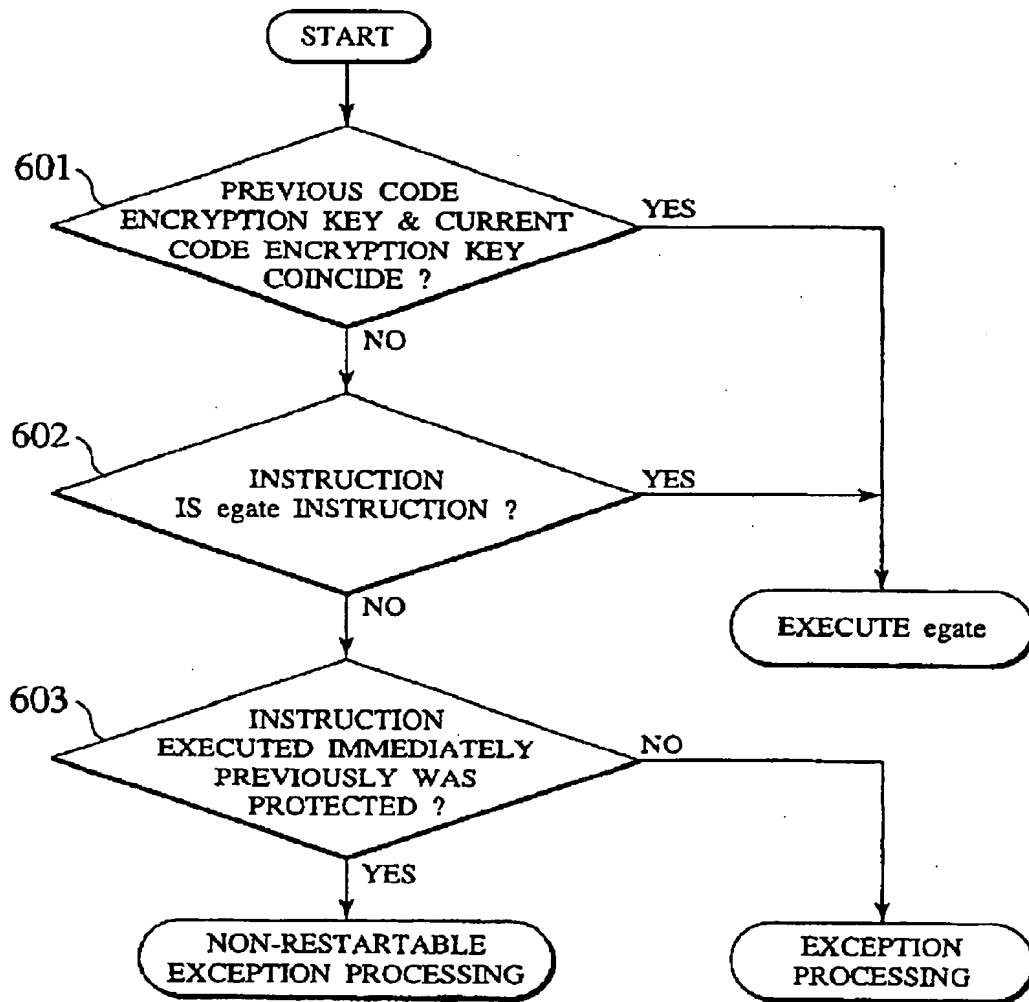 START
601
PREVIOUS CODE
ENCRYPTION KEY & CURRENT
CODE ENCRYPTION KEY
COINCIDE ?
YES
NO
602
INSTRUCTION
IS egate INSTRUCTION ?
YES
NO
EXECUTE egate
603
INSTRUCTION
EXECUTED IMMEDIATELY
PREVIOUSLY WAS
PROTECTED ?
NO
YES
NON-RESTARTABLE
EXCEPTION PROCESSING
EXCEPTION
PROCESSING